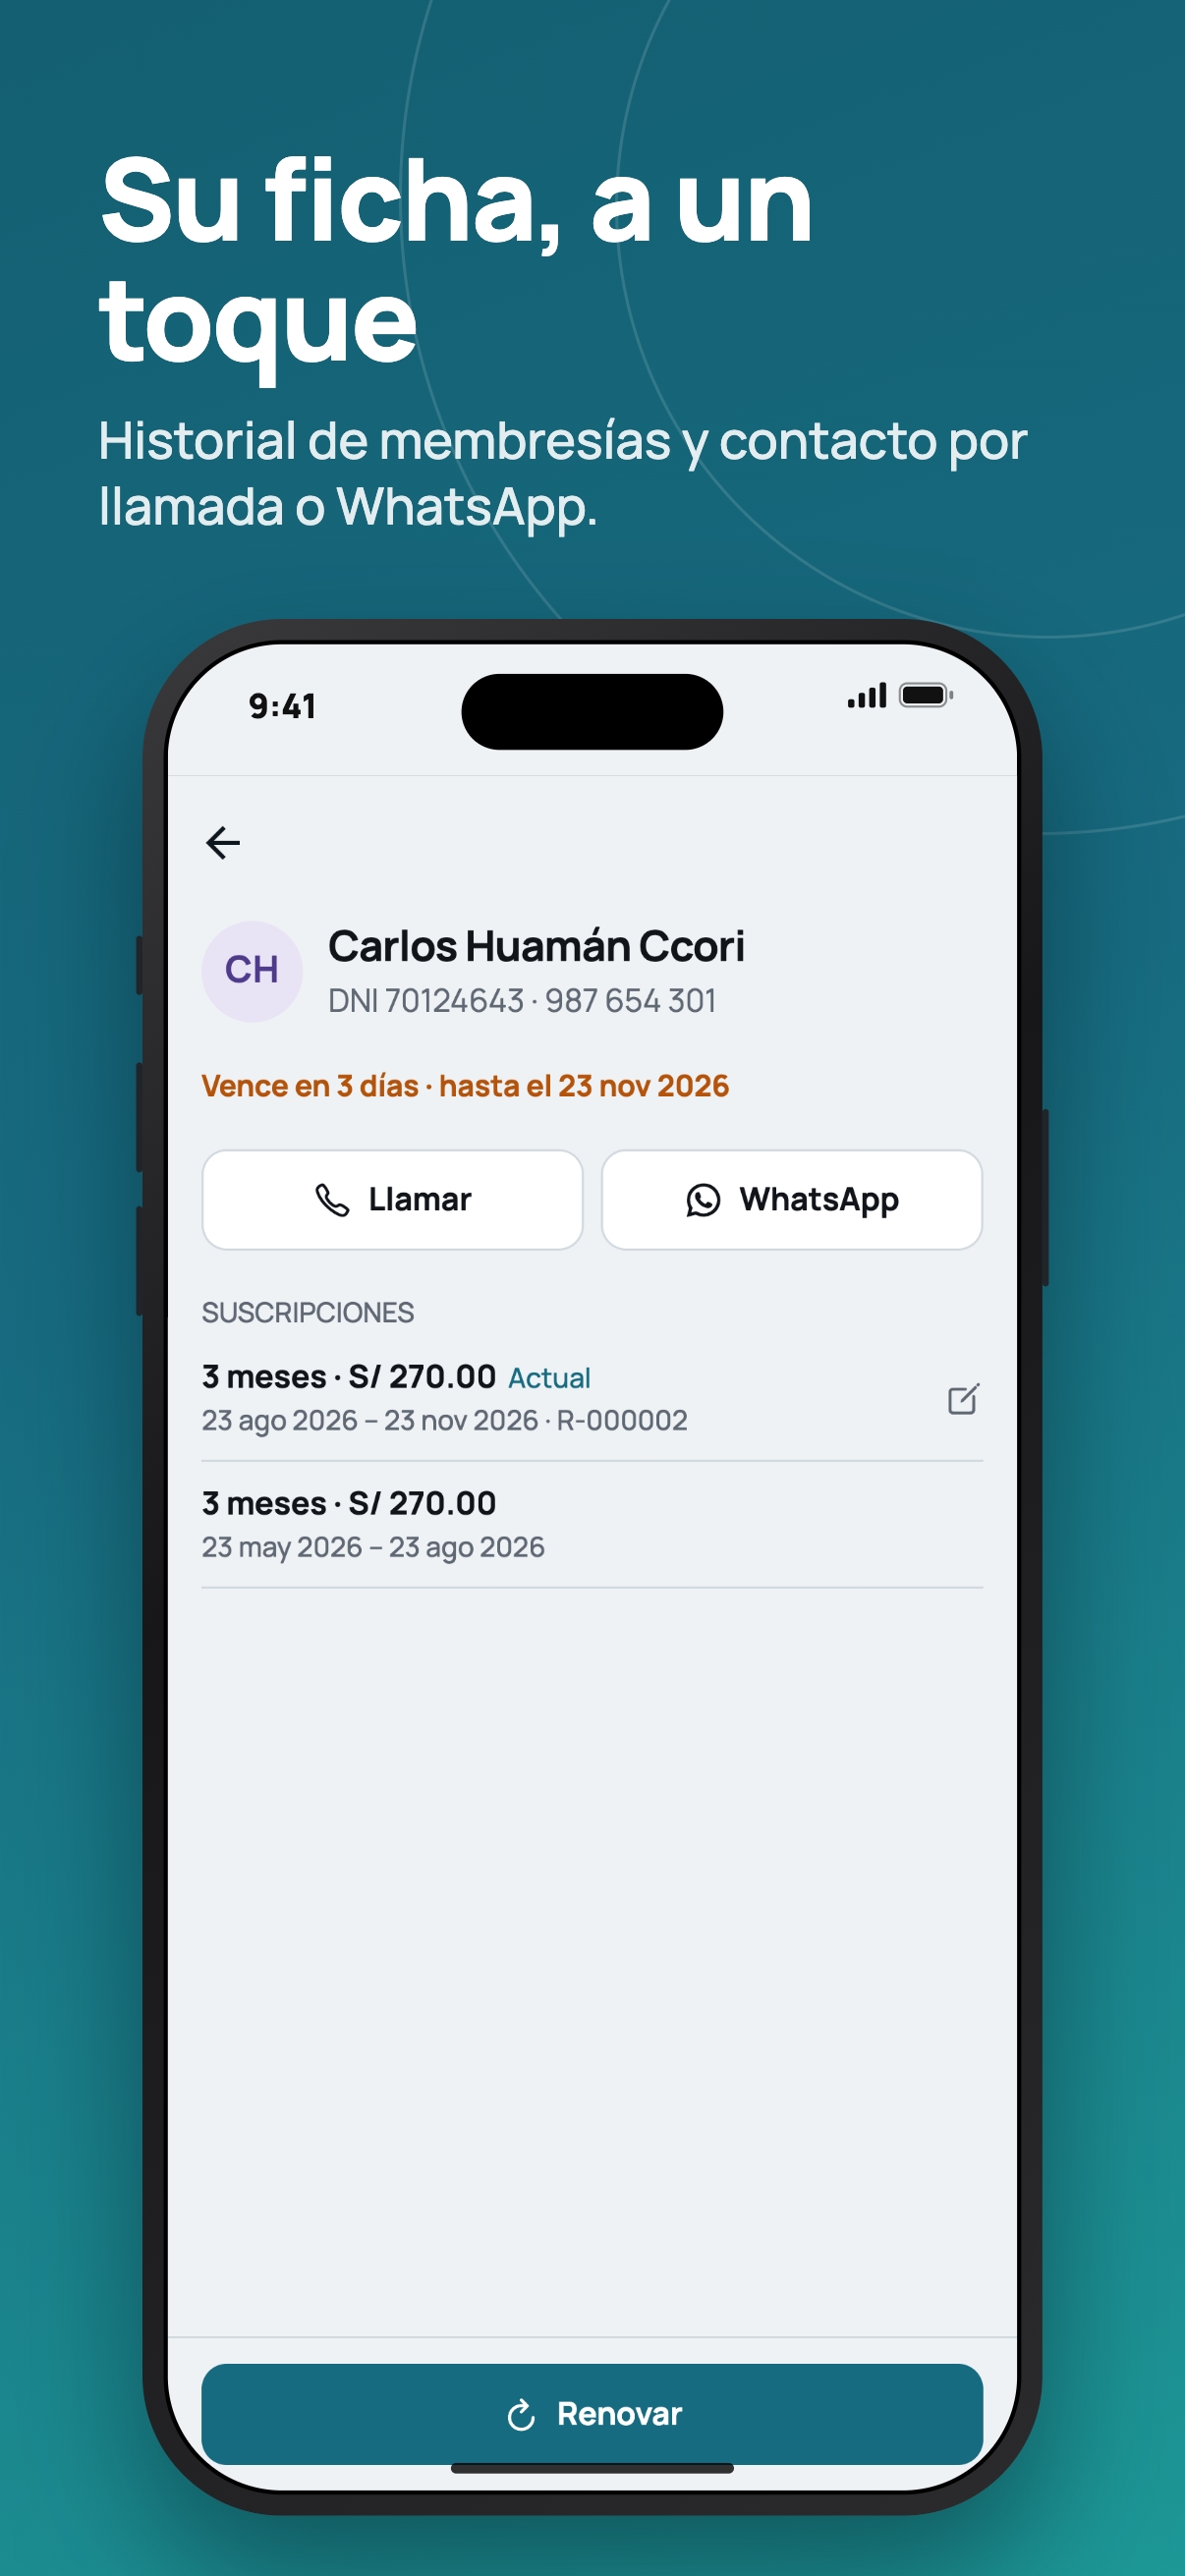 Su ficha, a un
toque
Historial de membresías y contacto por
llamada o WhatsApp.
9:41
CH
Carlos Huamán Ccori
DNI 70124643 · 987 654 301
Vence en 3 días · hasta el 23 nov 2026
Llamar
WhatsApp
SUSCRIPCIONES
3 meses · S/ 270.00 Actual
23 ago 2026 – 23 nov 2026 · R-000002
3 meses · S/ 270.00
23 may 2026 – 23 ago 2026
Renovar